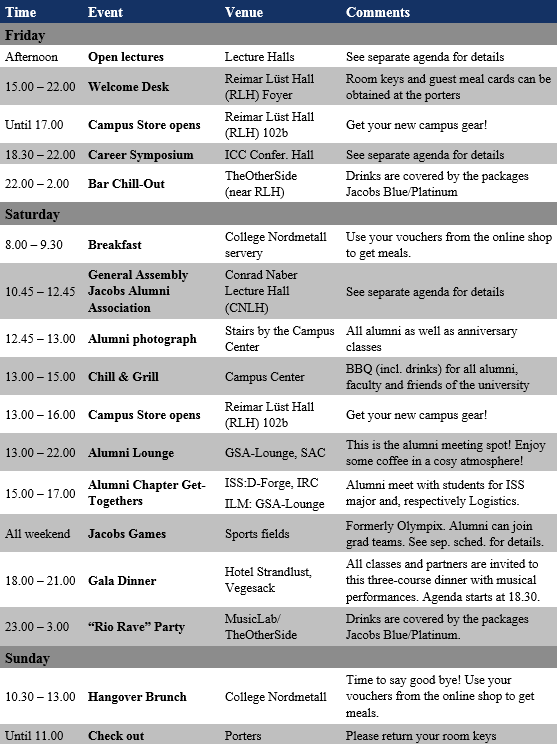 Time Event Venue Comments
Friday
Afternoon Open lectures Lecture Halls See separate agenda for details
15.00 – 22.00 Welcome Desk Reimar Lüst Hall (RLH) Foyer Room keys and guest meal cards can be obtained at the porters
Until 17.00 Campus Store opens Reimar Lüst Hall (RLH) 102b Get your new campus gear!
18.30 – 22.00 Career Symposium ICC Confer. Hall See separate agenda for details
22.00 – 2.00 Bar Chill-Out TheOtherSide (near RLH) Drinks are covered by the packages Jacobs Blue/Platinum
Saturday
8.00 – 9.30 Breakfast College Nordmetall servery Use your vouchers from the online shop to get meals.
10.45 – 12.45 General Assembly Jacobs Alumni Association Conrad Naber Lecture Hall (CNLH) See separate agenda for details
12.45 – 13.00 Alumni photograph Stairs by the Campus Center All alumni as well as anniversary classes
13.00 – 15.00 Chill & Grill Campus Center BBQ (incl. drinks) for all alumni, faculty and friends of the university
13.00 – 16.00 Campus Store opens Reimar Lüst Hall (RLH) 102b Get your new campus gear!
13.00 – 22.00 Alumni Lounge GSA-Lounge, SAC This is the alumni meeting spot! Enjoy some coffee in a cosy atmosphere!
15.00 – 17.00 Alumni Chapter Get-Togethers ISS:D-Forge, IRC ILM: GSA-Lounge Alumni meet with students for ISS major and, respectively Logistics.
All weekend Jacobs Games Sports fields Formerly Olympix. Alumni can join grad teams. See sep. sched. for details.
18.00 – 21.00 Gala Dinner Hotel Strandlust, Vegesack All classes and partners are invited to this three-course dinner with musical performances. Agenda starts at 18.30.
23.00 – 3.00 “Rio Rave” Party MusicLab/ TheOtherSide Drinks are covered by the packages Jacobs Blue/Platinum.
Sunday
10.30 – 13.00 Hangover Brunch College Nordmetall Time to say good bye! Use your vouchers from the online shop to get meals.
Until 11.00 Check out Porters Please return your room keys